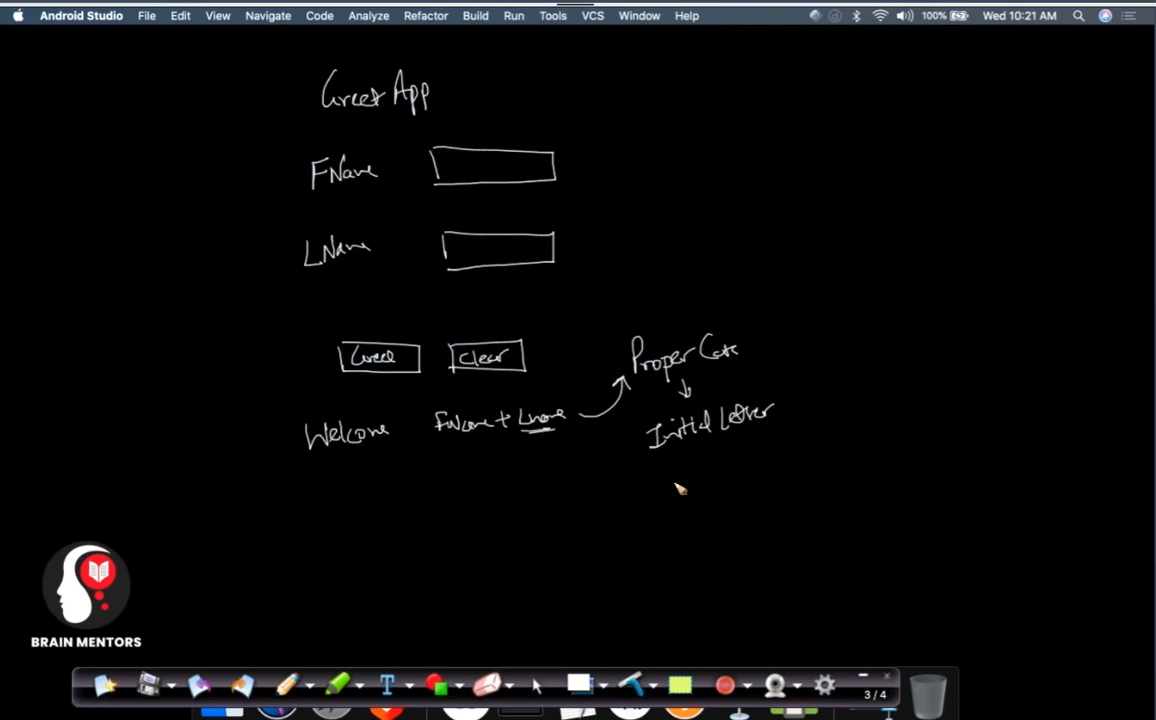 Android Studio File Edit View Navigate Code Analyze Refactor Build Run Tools VCS Window Help 100% Wed 10:21 AM
Greet App
FName
LName
Greet Clear
Proper Case
Welcome FName + Lname
Initial Letter
BRAIN MENTORS
T
3 / 4